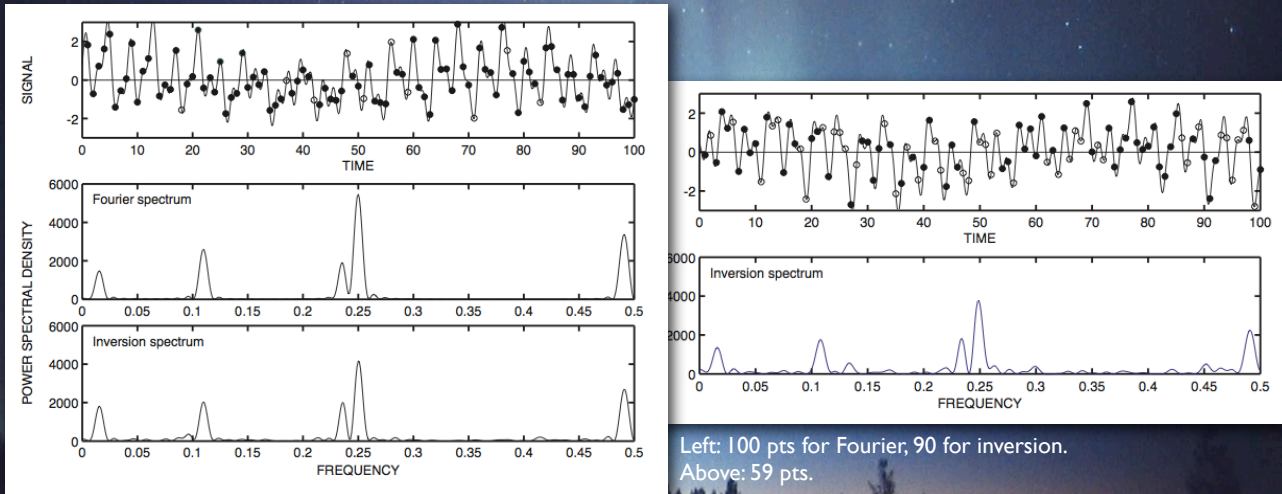 SIGNAL
2
0
-2
0 10 20 30 40 50 60 70 80 90 100
TIME
POWER SPECTRAL DENSITY
6000
4000
2000
0
Fourier spectrum
0 0.05 0.1 0.15 0.2 0.25 0.3 0.35 0.4 0.45 0.5
6000
4000
2000
0
Inversion spectrum
0 0.05 0.1 0.15 0.2 0.25 0.3 0.35 0.4 0.45 0.5
FREQUENCY
2
0
-2
0 10 20 30 40 50 60 70 80 90 100
TIME
6000
4000
2000
0
Inversion spectrum
0 0.05 0.1 0.15 0.2 0.25 0.3 0.35 0.4 0.45 0.5
FREQUENCY
Left: 100 pts for Fourier, 90 for inversion.
Above: 59 pts.